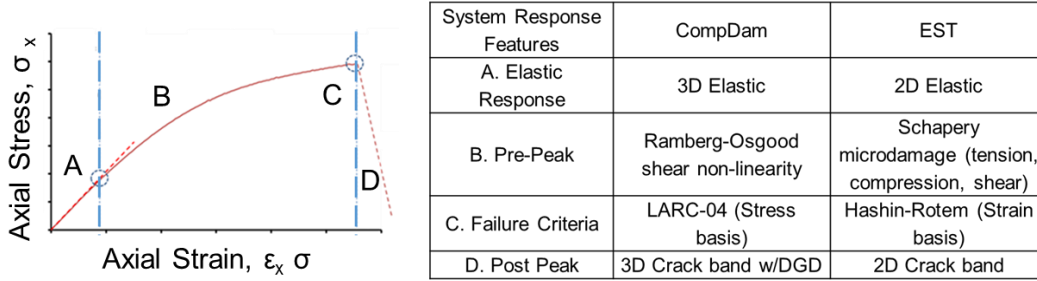 Axial Stress, σ x
A
B
C
D
Axial Strain, εx σ
System Response
Features
CompDam
EST
A. Elastic
Response
3D Elastic
2D Elastic
B. Pre-Peak
Ramberg-Osgood
shear non-linearity
Schapery
microdamage (tension,
compression, shear)
C. Failure Criteria
LARC-04 (Stress
basis)
Hashin-Rotem (Strain
basis)
D. Post Peak
3D Crack band w/DGD
2D Crack band